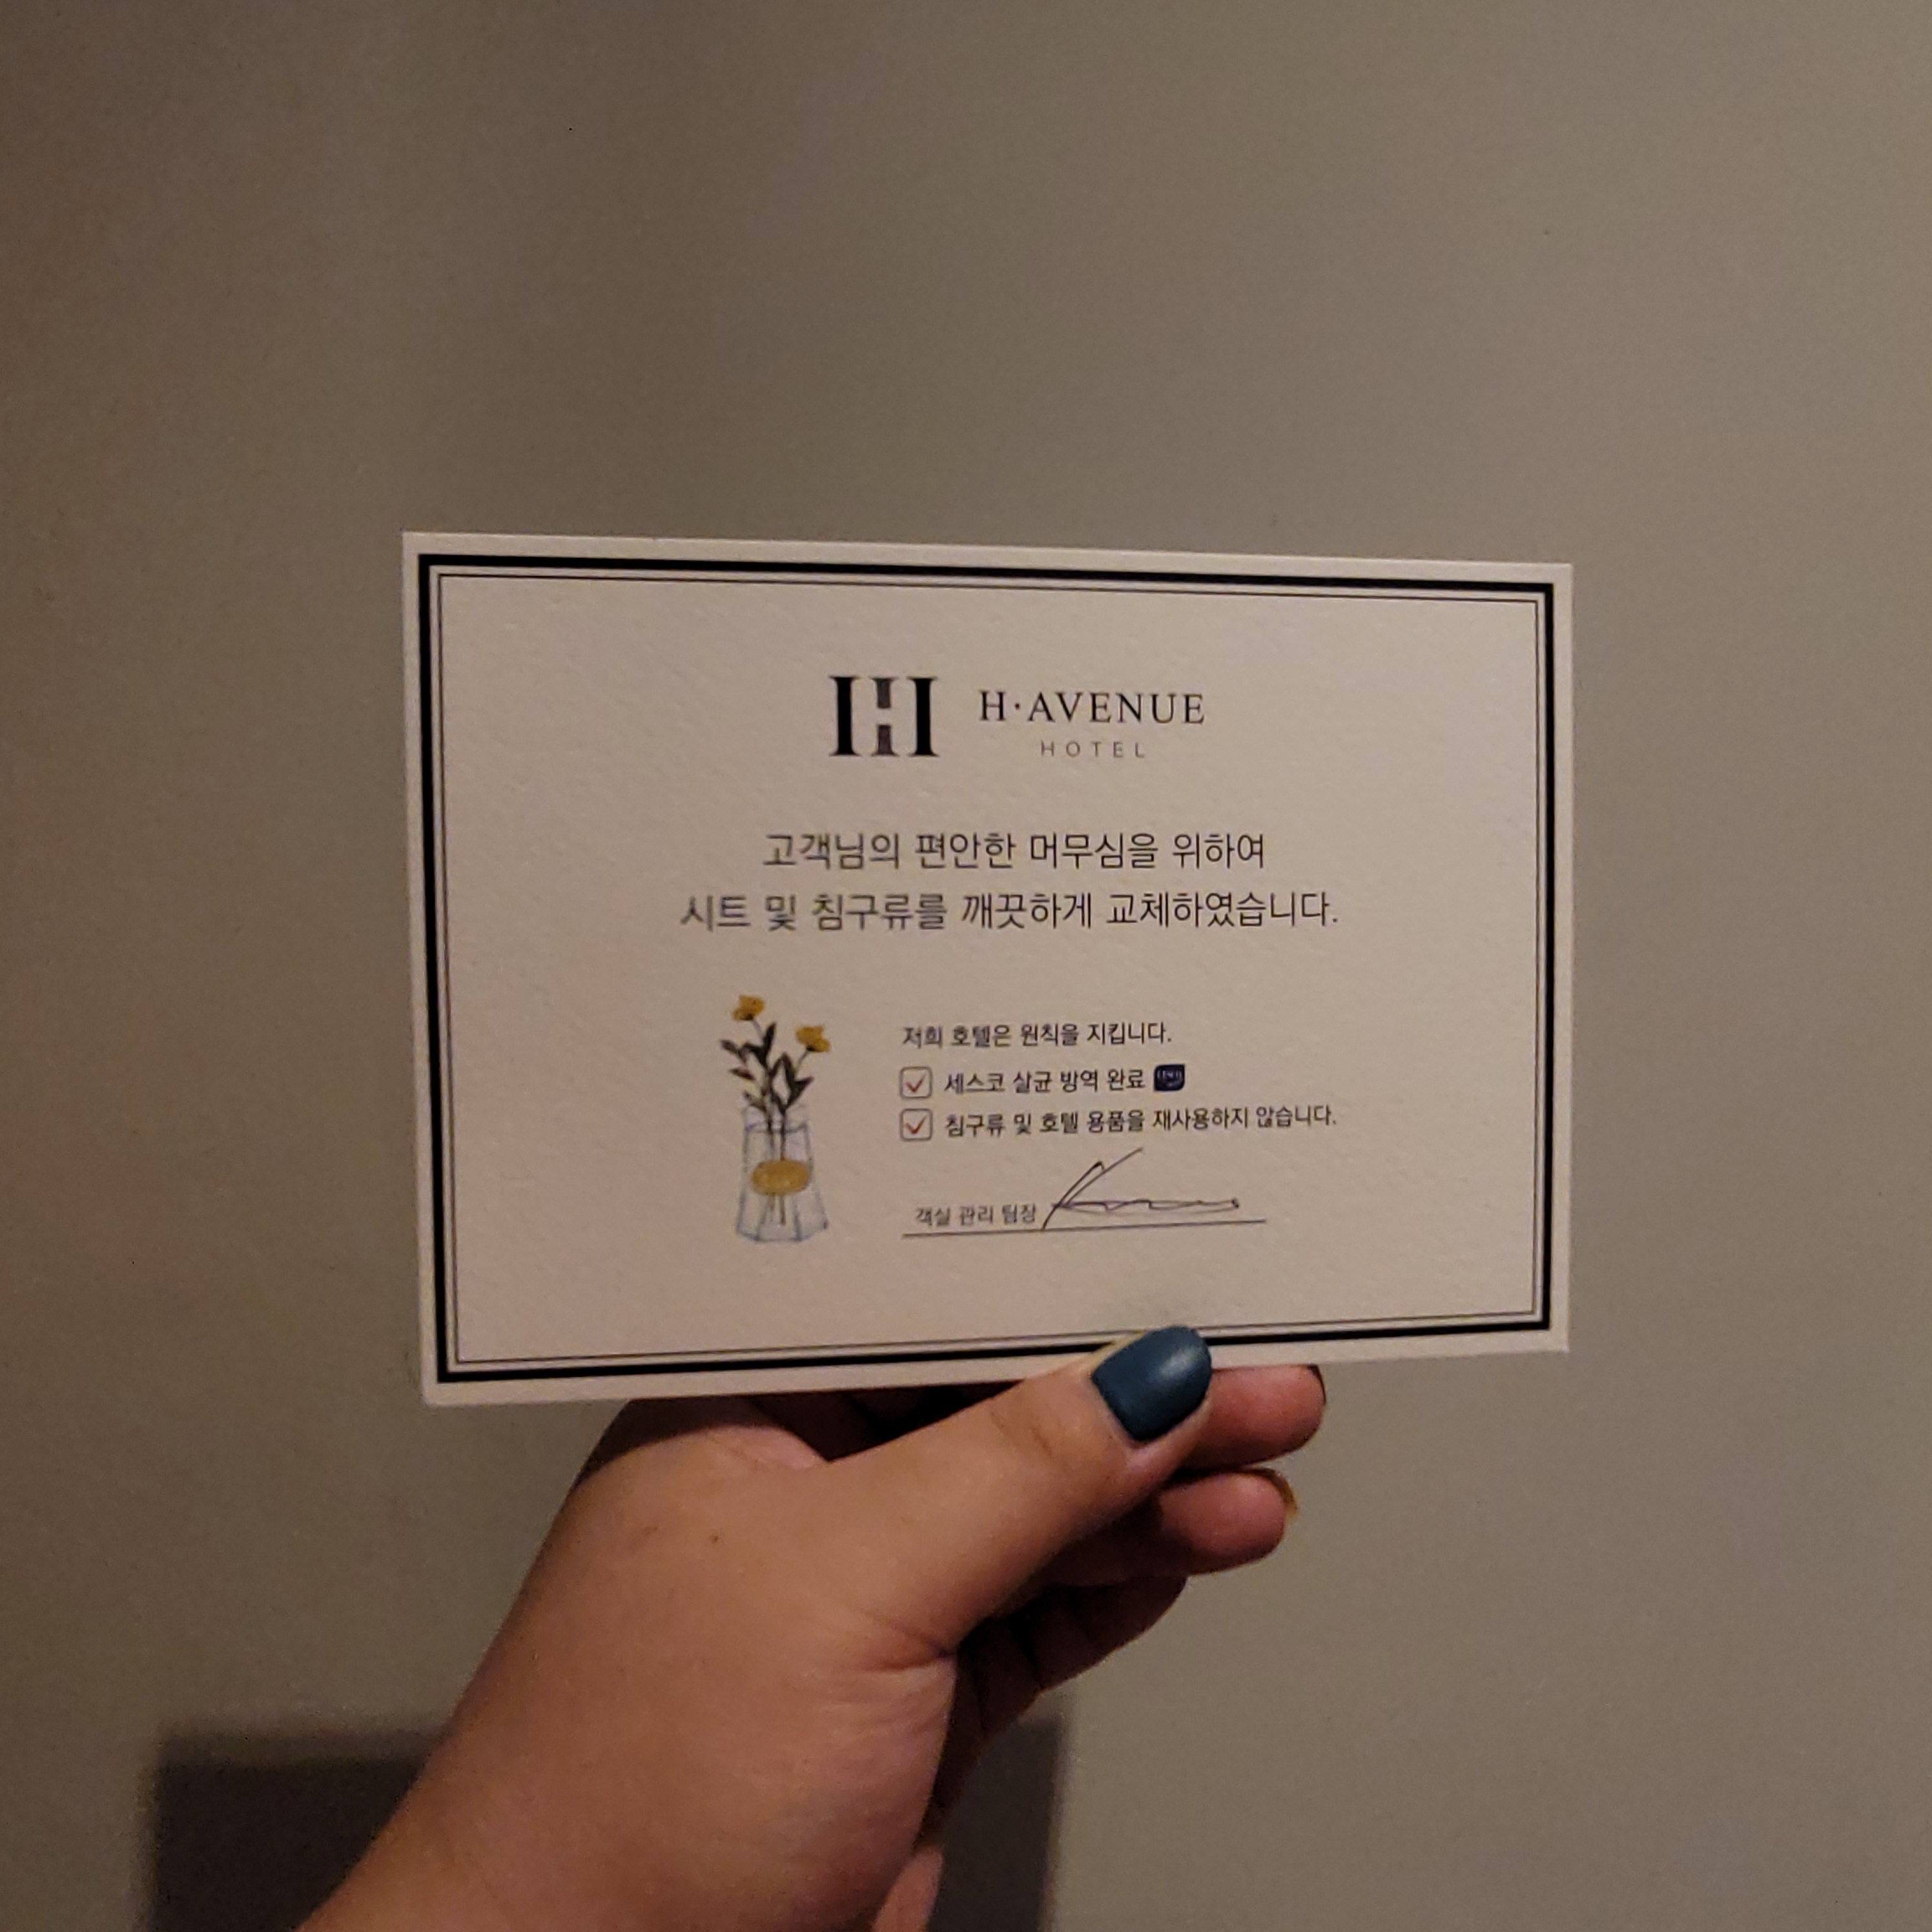 H·AVENUE
HOTEL
고객님의 편안한 머무심을 위하여
시트 및 침구류를 깨끗하게 교체하였습니다.
저희 호텔은 원칙을 지킵니다.
세스코 살균 방역 완료
침구류 및 호텔 용품을 재사용하지 않습니다.
객실 관리 팀장